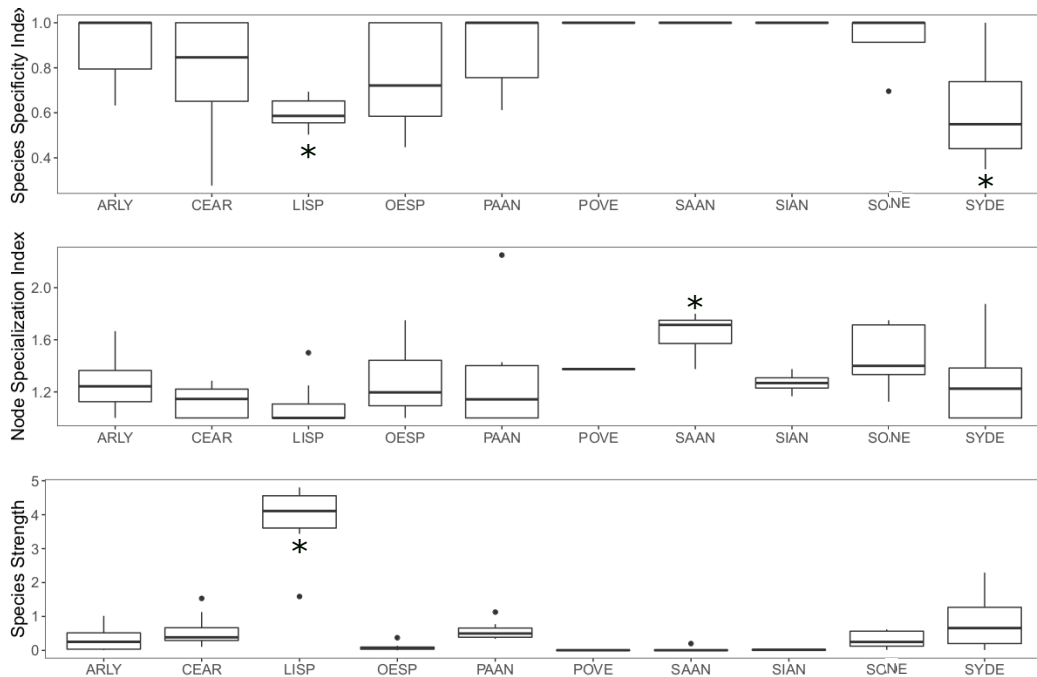 Species Specificity Index
1.0
0.8
0.6
0.4
*
*
ARLY CEAR LISP OESP PAAN POVE SAAN SIAN SONE SYDE
Node Specialization Index
2.0
1.6
1.2
*
ARLY CEAR LISP OESP PAAN POVE SAAN SIAN SONE SYDE
Species Strength
5
4
3
2
1
0
*
ARLY CEAR LISP OESP PAAN POVE SAAN SIAN SONE SYDE